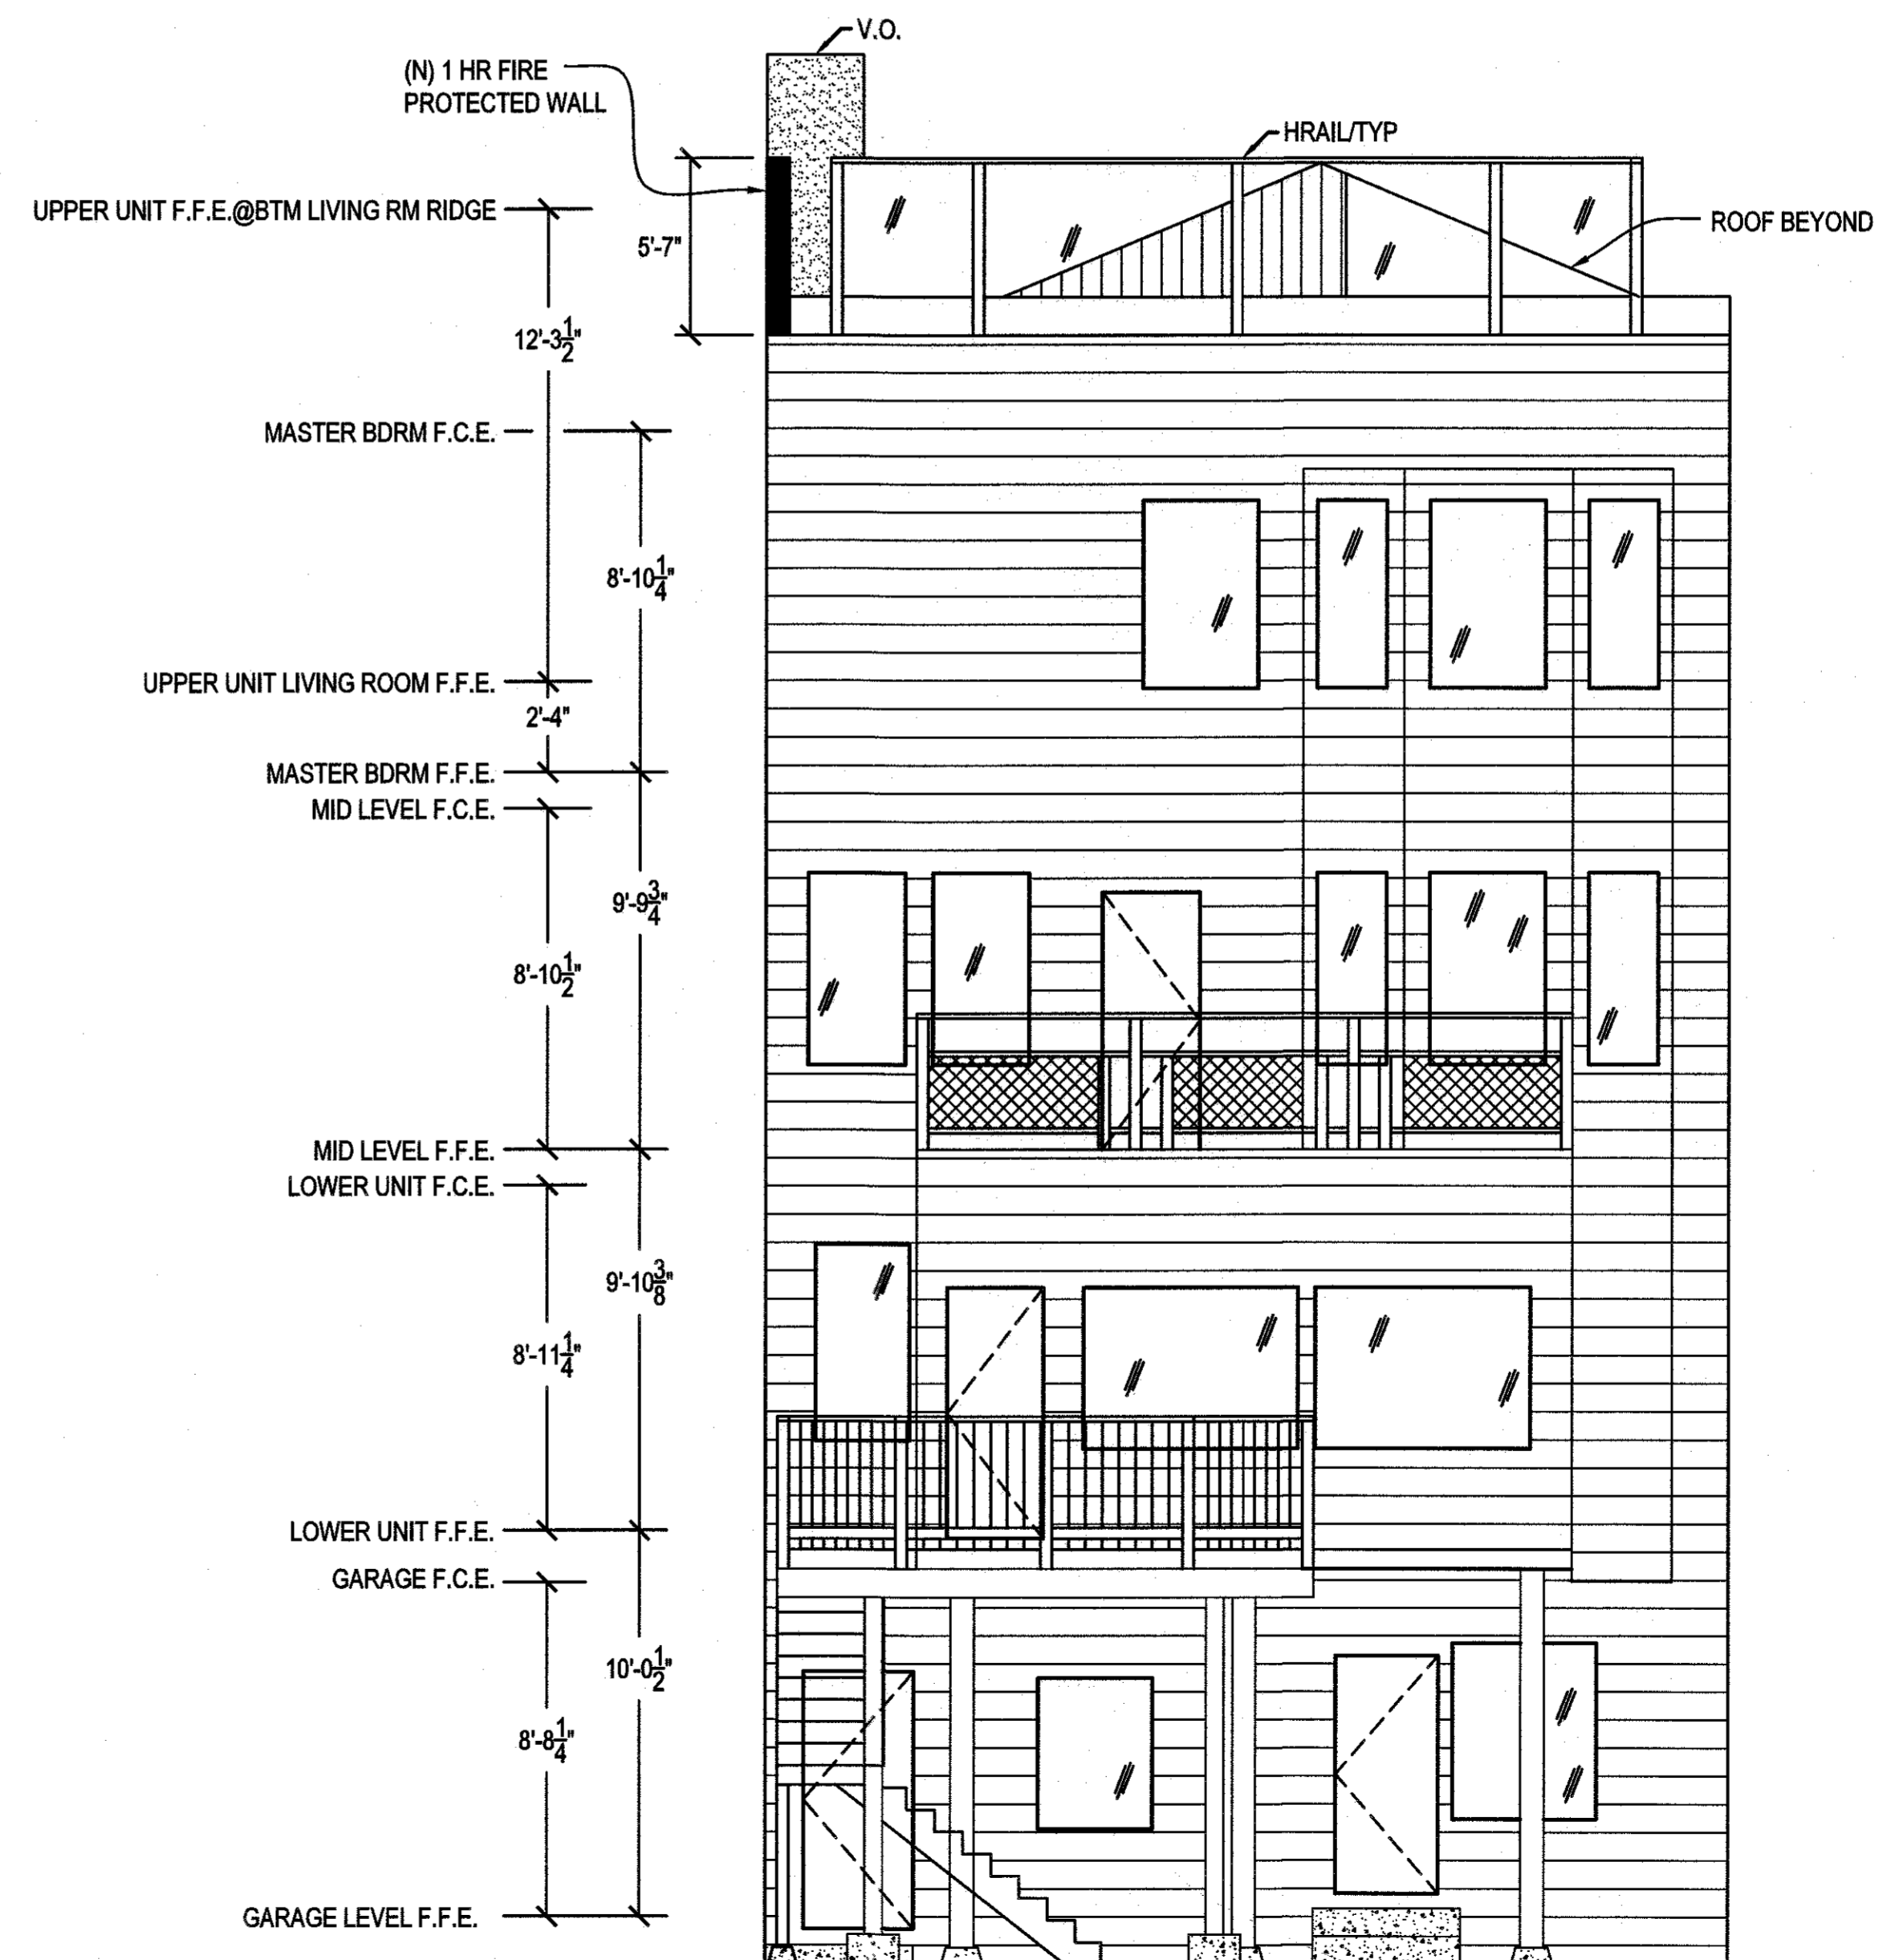 V.O.
(N) 1 HR FIRE
PROTECTED WALL
HRAIL/TYP
UPPER UNIT F.F.E.@BTM LIVING RM RIDGE
ROOF BEYOND
5'-7"
12'-3 1/2"
MASTER BDRM F.C.E.
8'-10 1/4"
UPPER UNIT LIVING ROOM F.F.E.
2'-4"
MASTER BDRM F.F.E.
MID LEVEL F.C.E.
9'-9 3/4"
8'-10 1/2"
MID LEVEL F.F.E.
LOWER UNIT F.C.E.
9'-10 3/8"
8'-11 1/4"
LOWER UNIT F.F.E.
GARAGE F.C.E.
10'-0 1/2"
8'-8 1/4"
GARAGE LEVEL F.F.E.